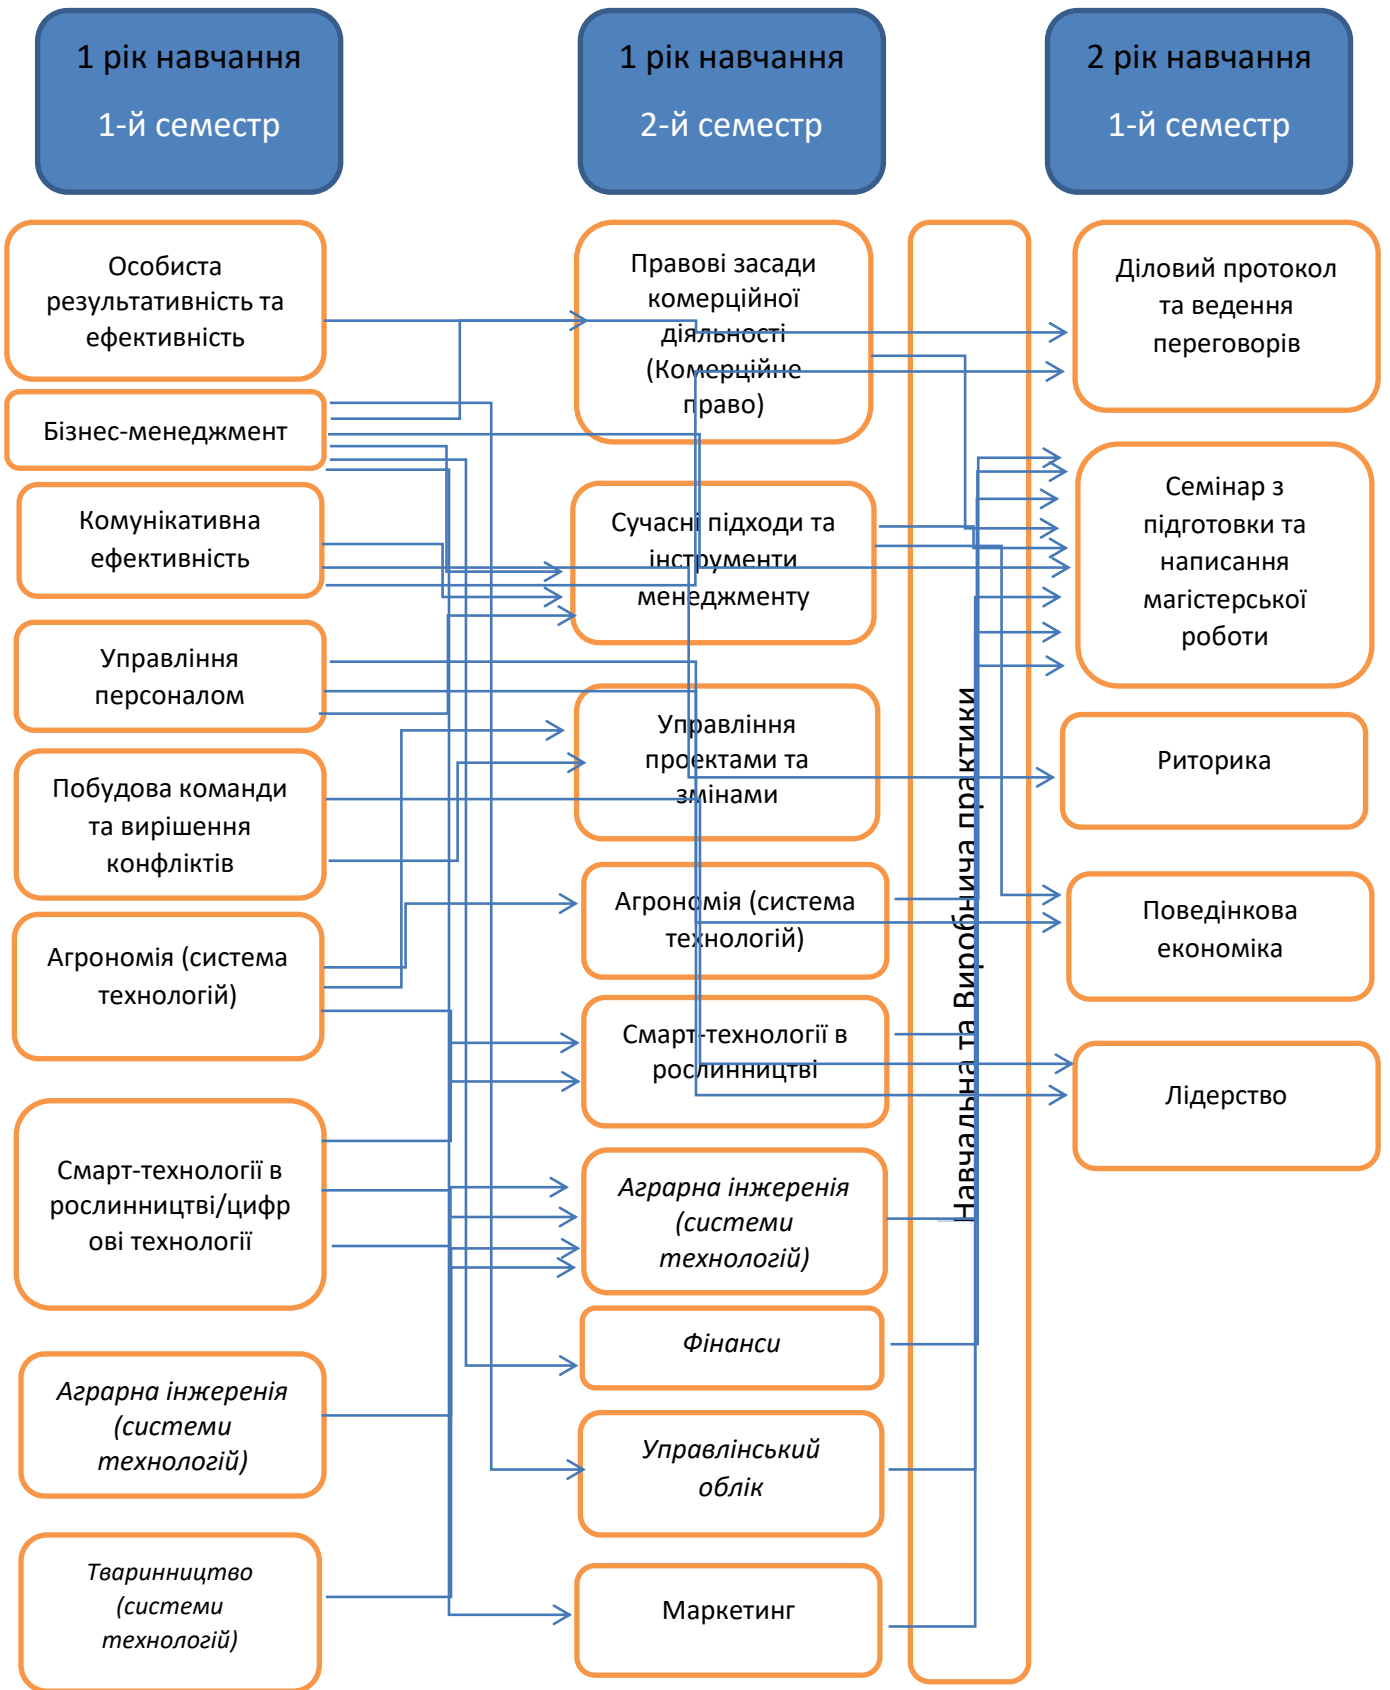 1 рік навчання
1-й семестр
1 рік навчання
2-й семестр
2 рік навчання
1-й семестр
Особиста
результативність та
ефективність
Бізнес-менеджмент
Комунікативна
ефективність
Управління
персоналом
Побудова команди
та вирішення
конфліктів
Агрономія (система
технологій)
Смарт-технології в
рослинництві/цифр
ові технології
Аграрна інжеренія
(системи
технологій)
Тваринництво
(системи
технологій)
Правові засади
комерційної
діяльності
(Комерційне
право)
Сучасні підходи та
інструменти
менеджменту
Управління
проектами та
змінами
Агрономія (система
технологій)
Смарт-технології в
рослинництві
Аграрна інжеренія
(системи
технологій)
Фінанси
Управлінський
облік
Маркетинг
Навчальна та Виробнича практики
Діловий протокол
та ведення
переговорів
Семінар з
підготовки та
написання
магістерської
роботи
Риторика
Поведінкова
економіка
Лідерство